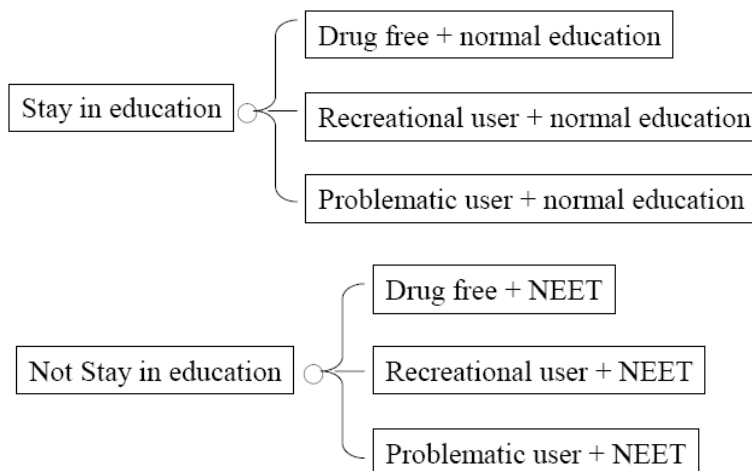 Drug free + normal education
Stay in education
Recreational user + normal education
Problematic user + normal education
Drug free + NEET
Not Stay in education
Recreational user + NEET
Problematic user + NEET